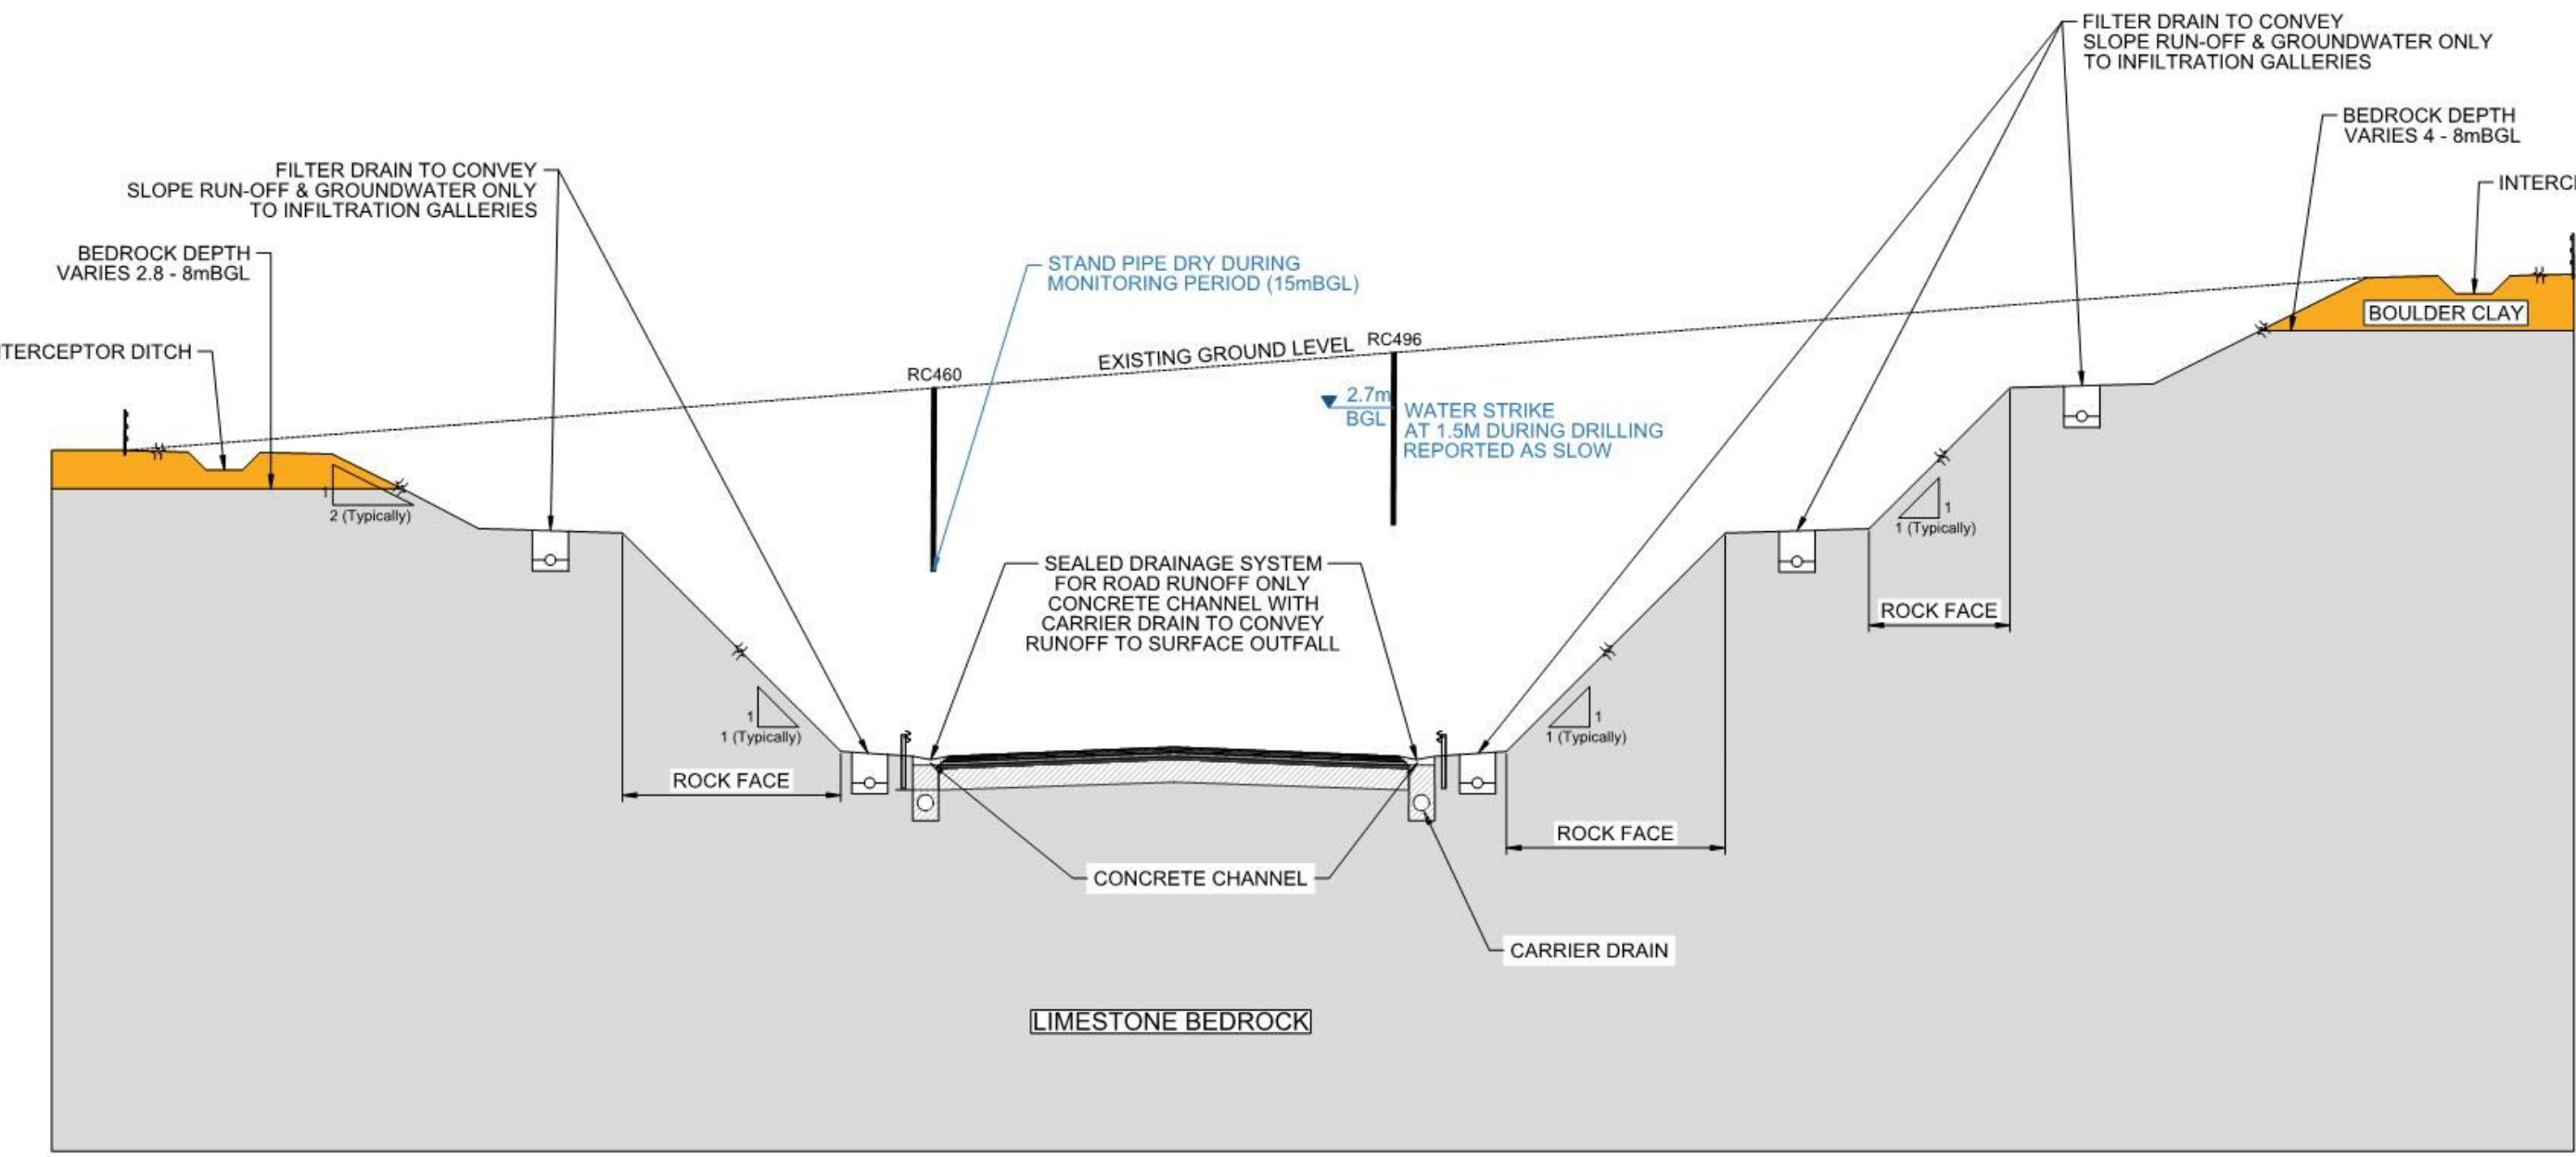 FILTER DRAIN TO CONVEY
SLOPE RUN-OFF & GROUNDWATER ONLY
TO INFILTRATION GALLERIES
BEDROCK DEPTH
VARIES 4 - 8mBGL
INTERC
FILTER DRAIN TO CONVEY
SLOPE RUN-OFF & GROUNDWATER ONLY
TO INFILTRATION GALLERIES
BEDROCK DEPTH
VARIES 2.8 - 8mBGL
TERCEPTOR DITCH
STAND PIPE DRY DURING
MONITORING PERIOD (15mBGL)
BOULDER CLAY
EXISTING GROUND LEVEL
RC496
RC460
2.7m
BGL
WATER STRIKE
AT 1.5M DURING DRILLING
REPORTED AS SLOW
1
2 (Typically)
1
1 (Typically)
SEALED DRAINAGE SYSTEM
FOR ROAD RUNOFF ONLY
CONCRETE CHANNEL WITH
CARRIER DRAIN TO CONVEY
RUNOFF TO SURFACE OUTFALL
ROCK FACE
1
1 (Typically)
1
1 (Typically)
ROCK FACE
ROCK FACE
CONCRETE CHANNEL
CARRIER DRAIN
LIMESTONE BEDROCK